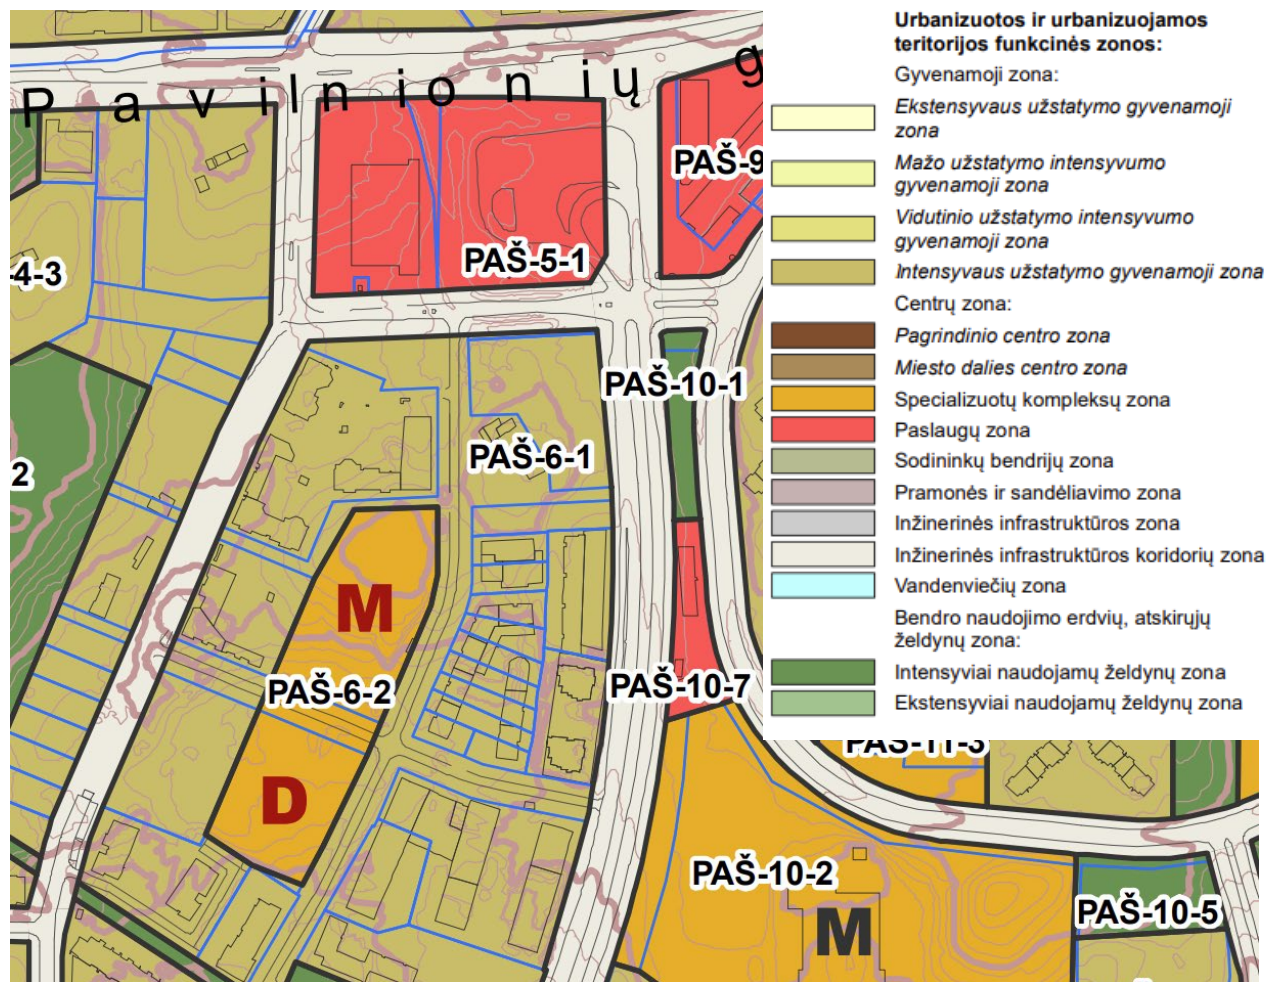 Pavilnionių g
PAŠ-9
PAŠ-5-1
-4-3
PAŠ-10-1
PAŠ-6-1
2
M
PAŠ-6-2
PAŠ-10-7
D
PAŠ-11-3
PAŠ-10-2
M
PAŠ-10-5
Urbanizuotos ir urbanizuojamos
teritorijos funkcinės zonos:
Gyvenamoji zona:
Ekstensyvaus užstatymo gyvenamoji
zona
Mažo užstatymo intensyvumo
gyvenamoji zona
Vidutinio užstatymo intensyvumo
gyvenamoji zona
Intensyvaus užstatymo gyvenamoji zona
Centrų zona:
Pagrindinio centro zona
Miesto dalies centro zona
Specializuotų kompleksų zona
Paslaugų zona
Sodininkų bendrijų zona
Pramonės ir sandėliavimo zona
Inžinerinės infrastruktūros zona
Inžinerinės infrastruktūros koridorių zona
Vandenviečių zona
Bendro naudojimo erdvių, atskirųjų
želdynų zona:
Intensyviai naudojamų želdynų zona
Ekstensyviai naudojamų želdynų zona